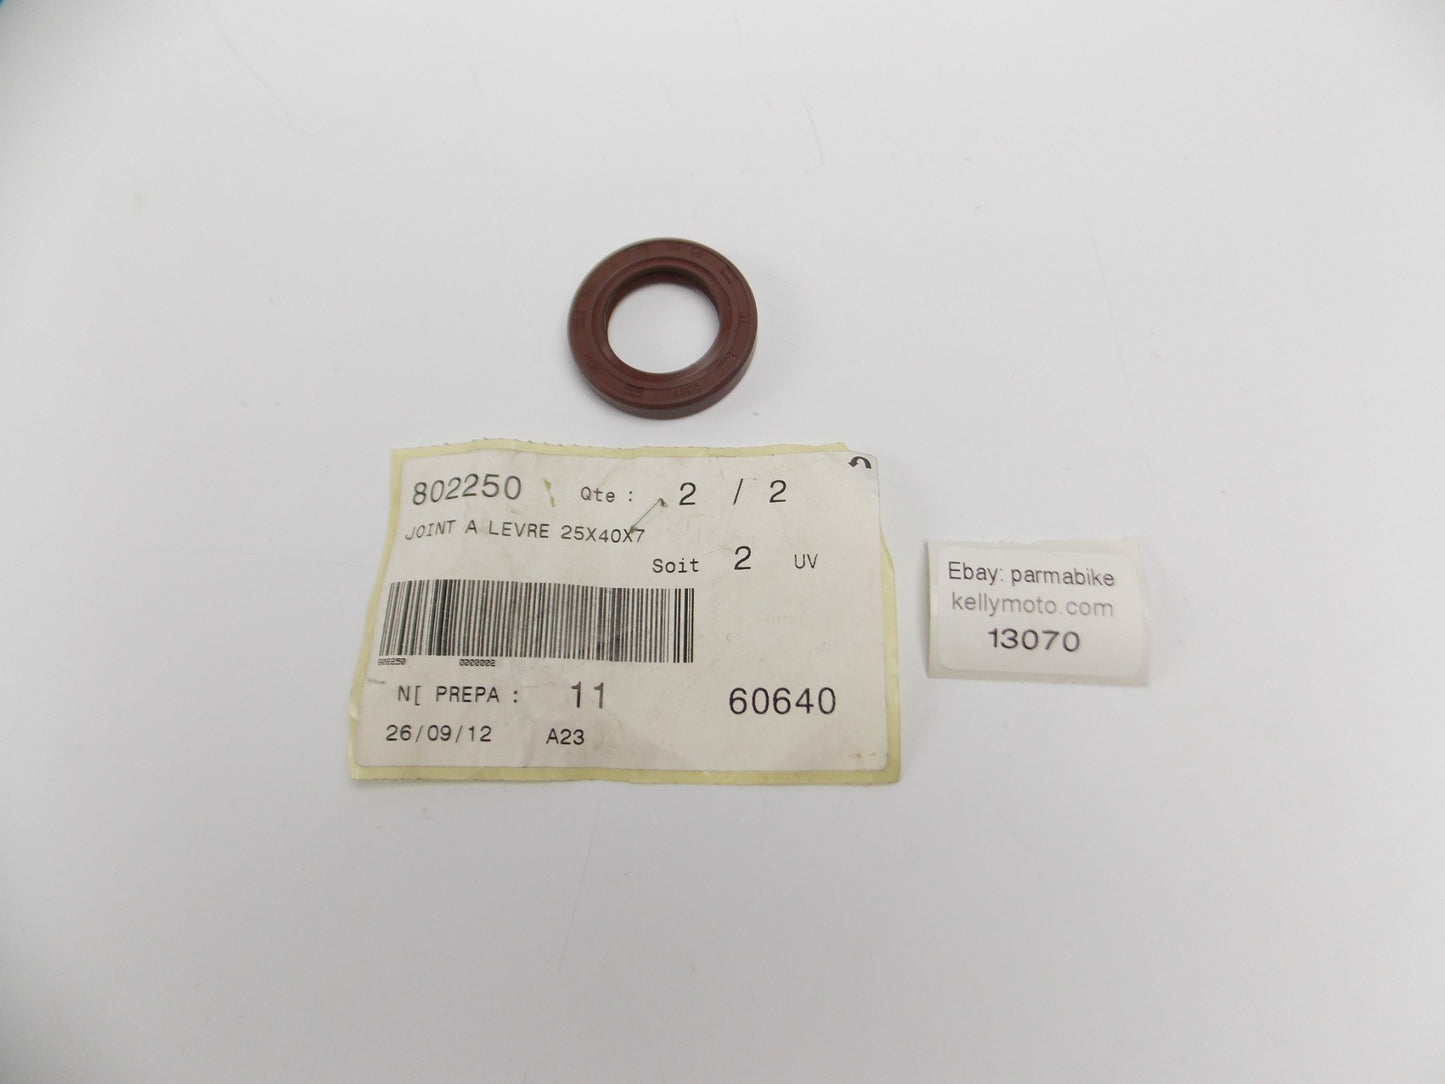 802250 Qte : 2 / 2
JOINT A LEVRE 25X40X7
Soit 2 UV
802250 0000002
N[ PREPA : 11 60640
26/09/12 A23
Ebay: parmabike
kellymoto.com
13070